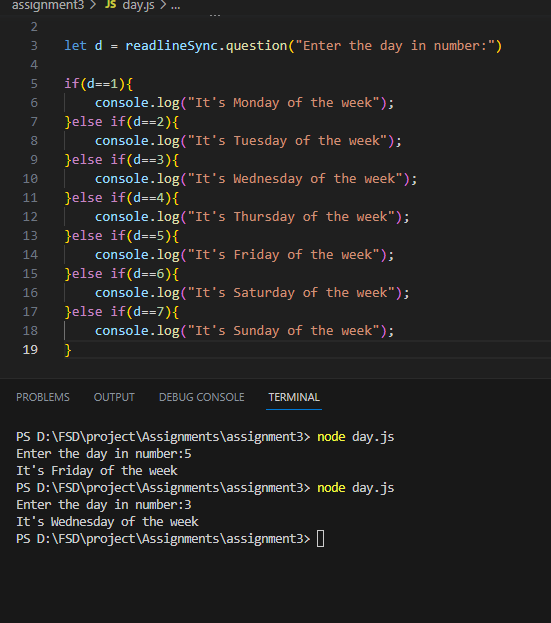 assignment3 > JS day.js > ...
2
3 let d = readlineSync.question("Enter the day in number:")
4
5 if(d==1){
6     console.log("It's Monday of the week");
7 }else if(d==2){
8     console.log("It's Tuesday of the week");
9 }else if(d==3){
10     console.log("It's Wednesday of the week");
11 }else if(d==4){
12     console.log("It's Thursday of the week");
13 }else if(d==5){
14     console.log("It's Friday of the week");
15 }else if(d==6){
16     console.log("It's Saturday of the week");
17 }else if(d==7){
18     console.log("It's Sunday of the week");
19 }
PROBLEMS OUTPUT DEBUG CONSOLE TERMINAL
PS D:\FSD\project\Assignments\assignment3> node day.js
Enter the day in number:5
It's Friday of the week
PS D:\FSD\project\Assignments\assignment3> node day.js
Enter the day in number:3
It's Wednesday of the week
PS D:\FSD\project\Assignments\assignment3>